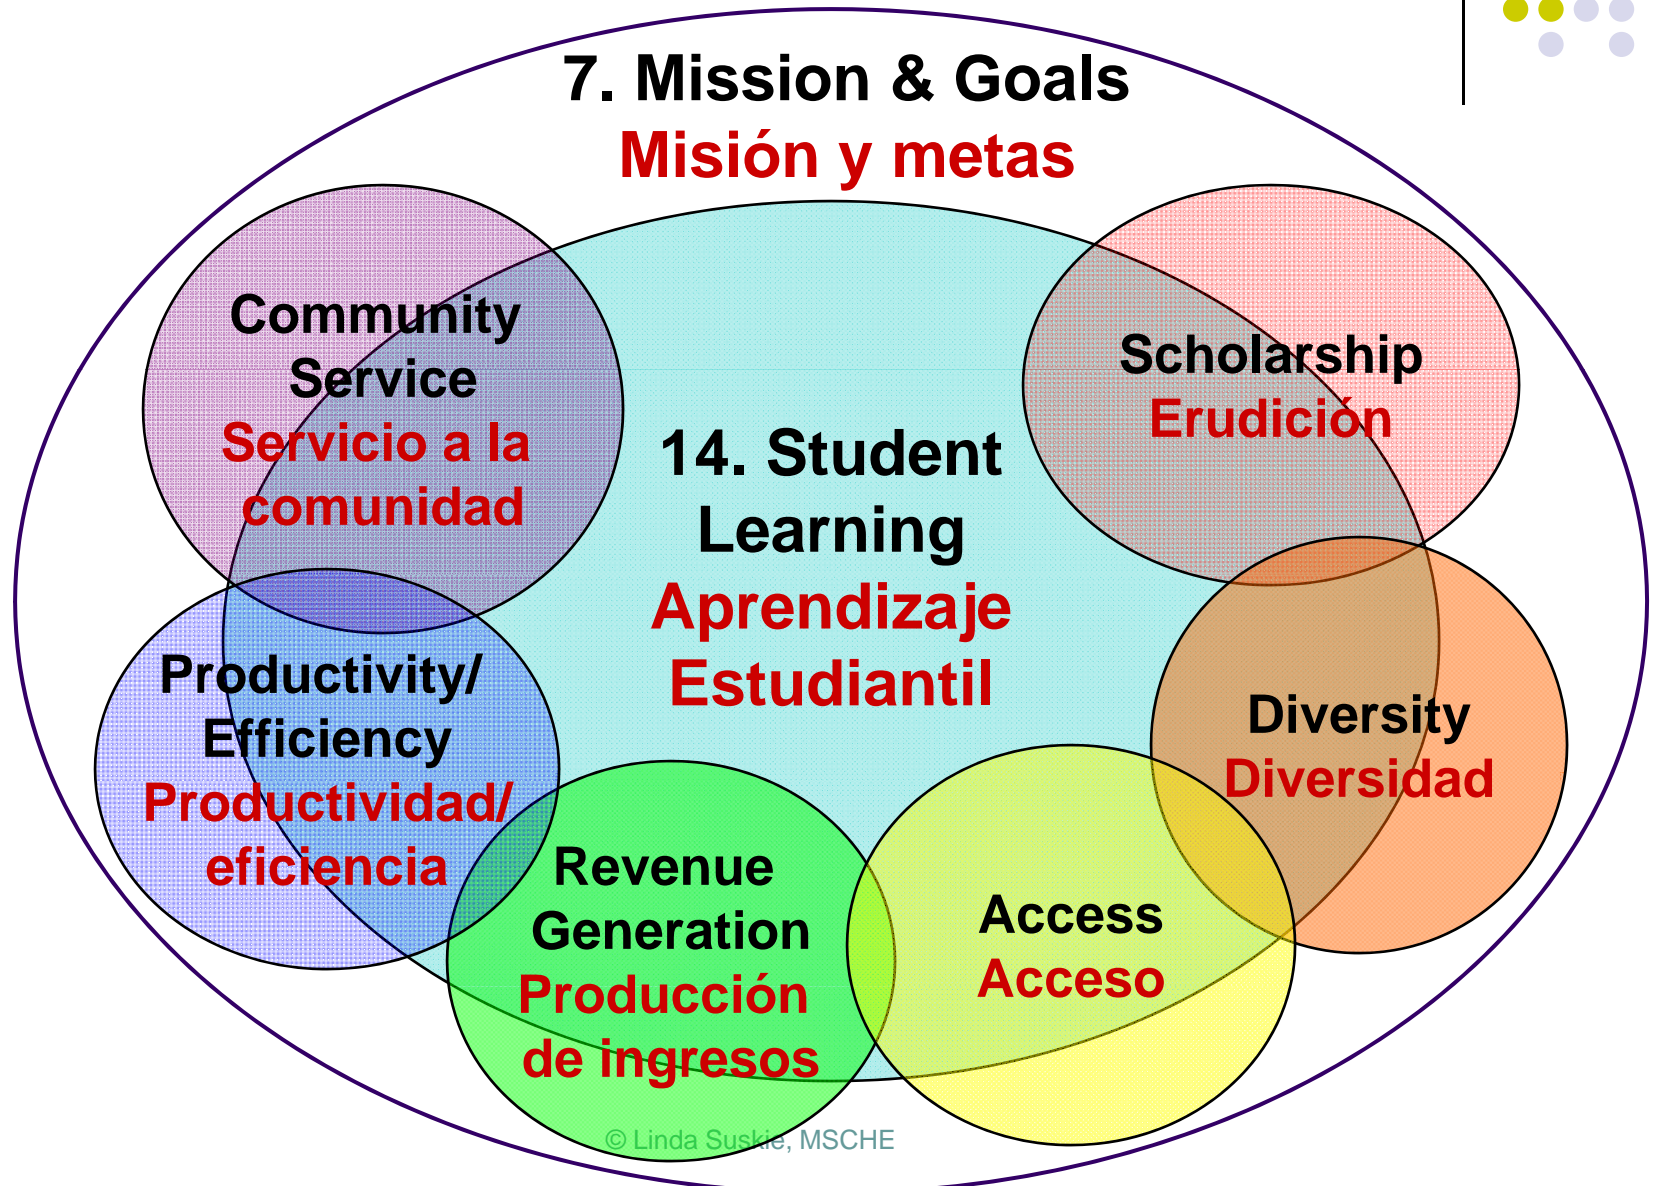 7. Mission & Goals
Misión y metas
Community
Service
Servicio a la
comunidad
Scholarship
Erudición
14. Student
Learning
Aprendizaje
Estudiantil
Productivity/
Efficiency
Productividad/
eficiencia
Diversity
Diversidad
Revenue
Generation
Producción
de ingresos
Access
Acceso
© Linda Suskie, MSCHE